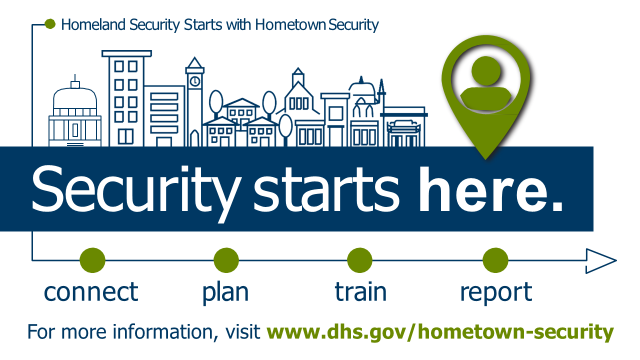 Homeland Security Starts with Hometown Security
Security starts here.
connect plan train report
For more information, visit www.dhs.gov/hometown-security